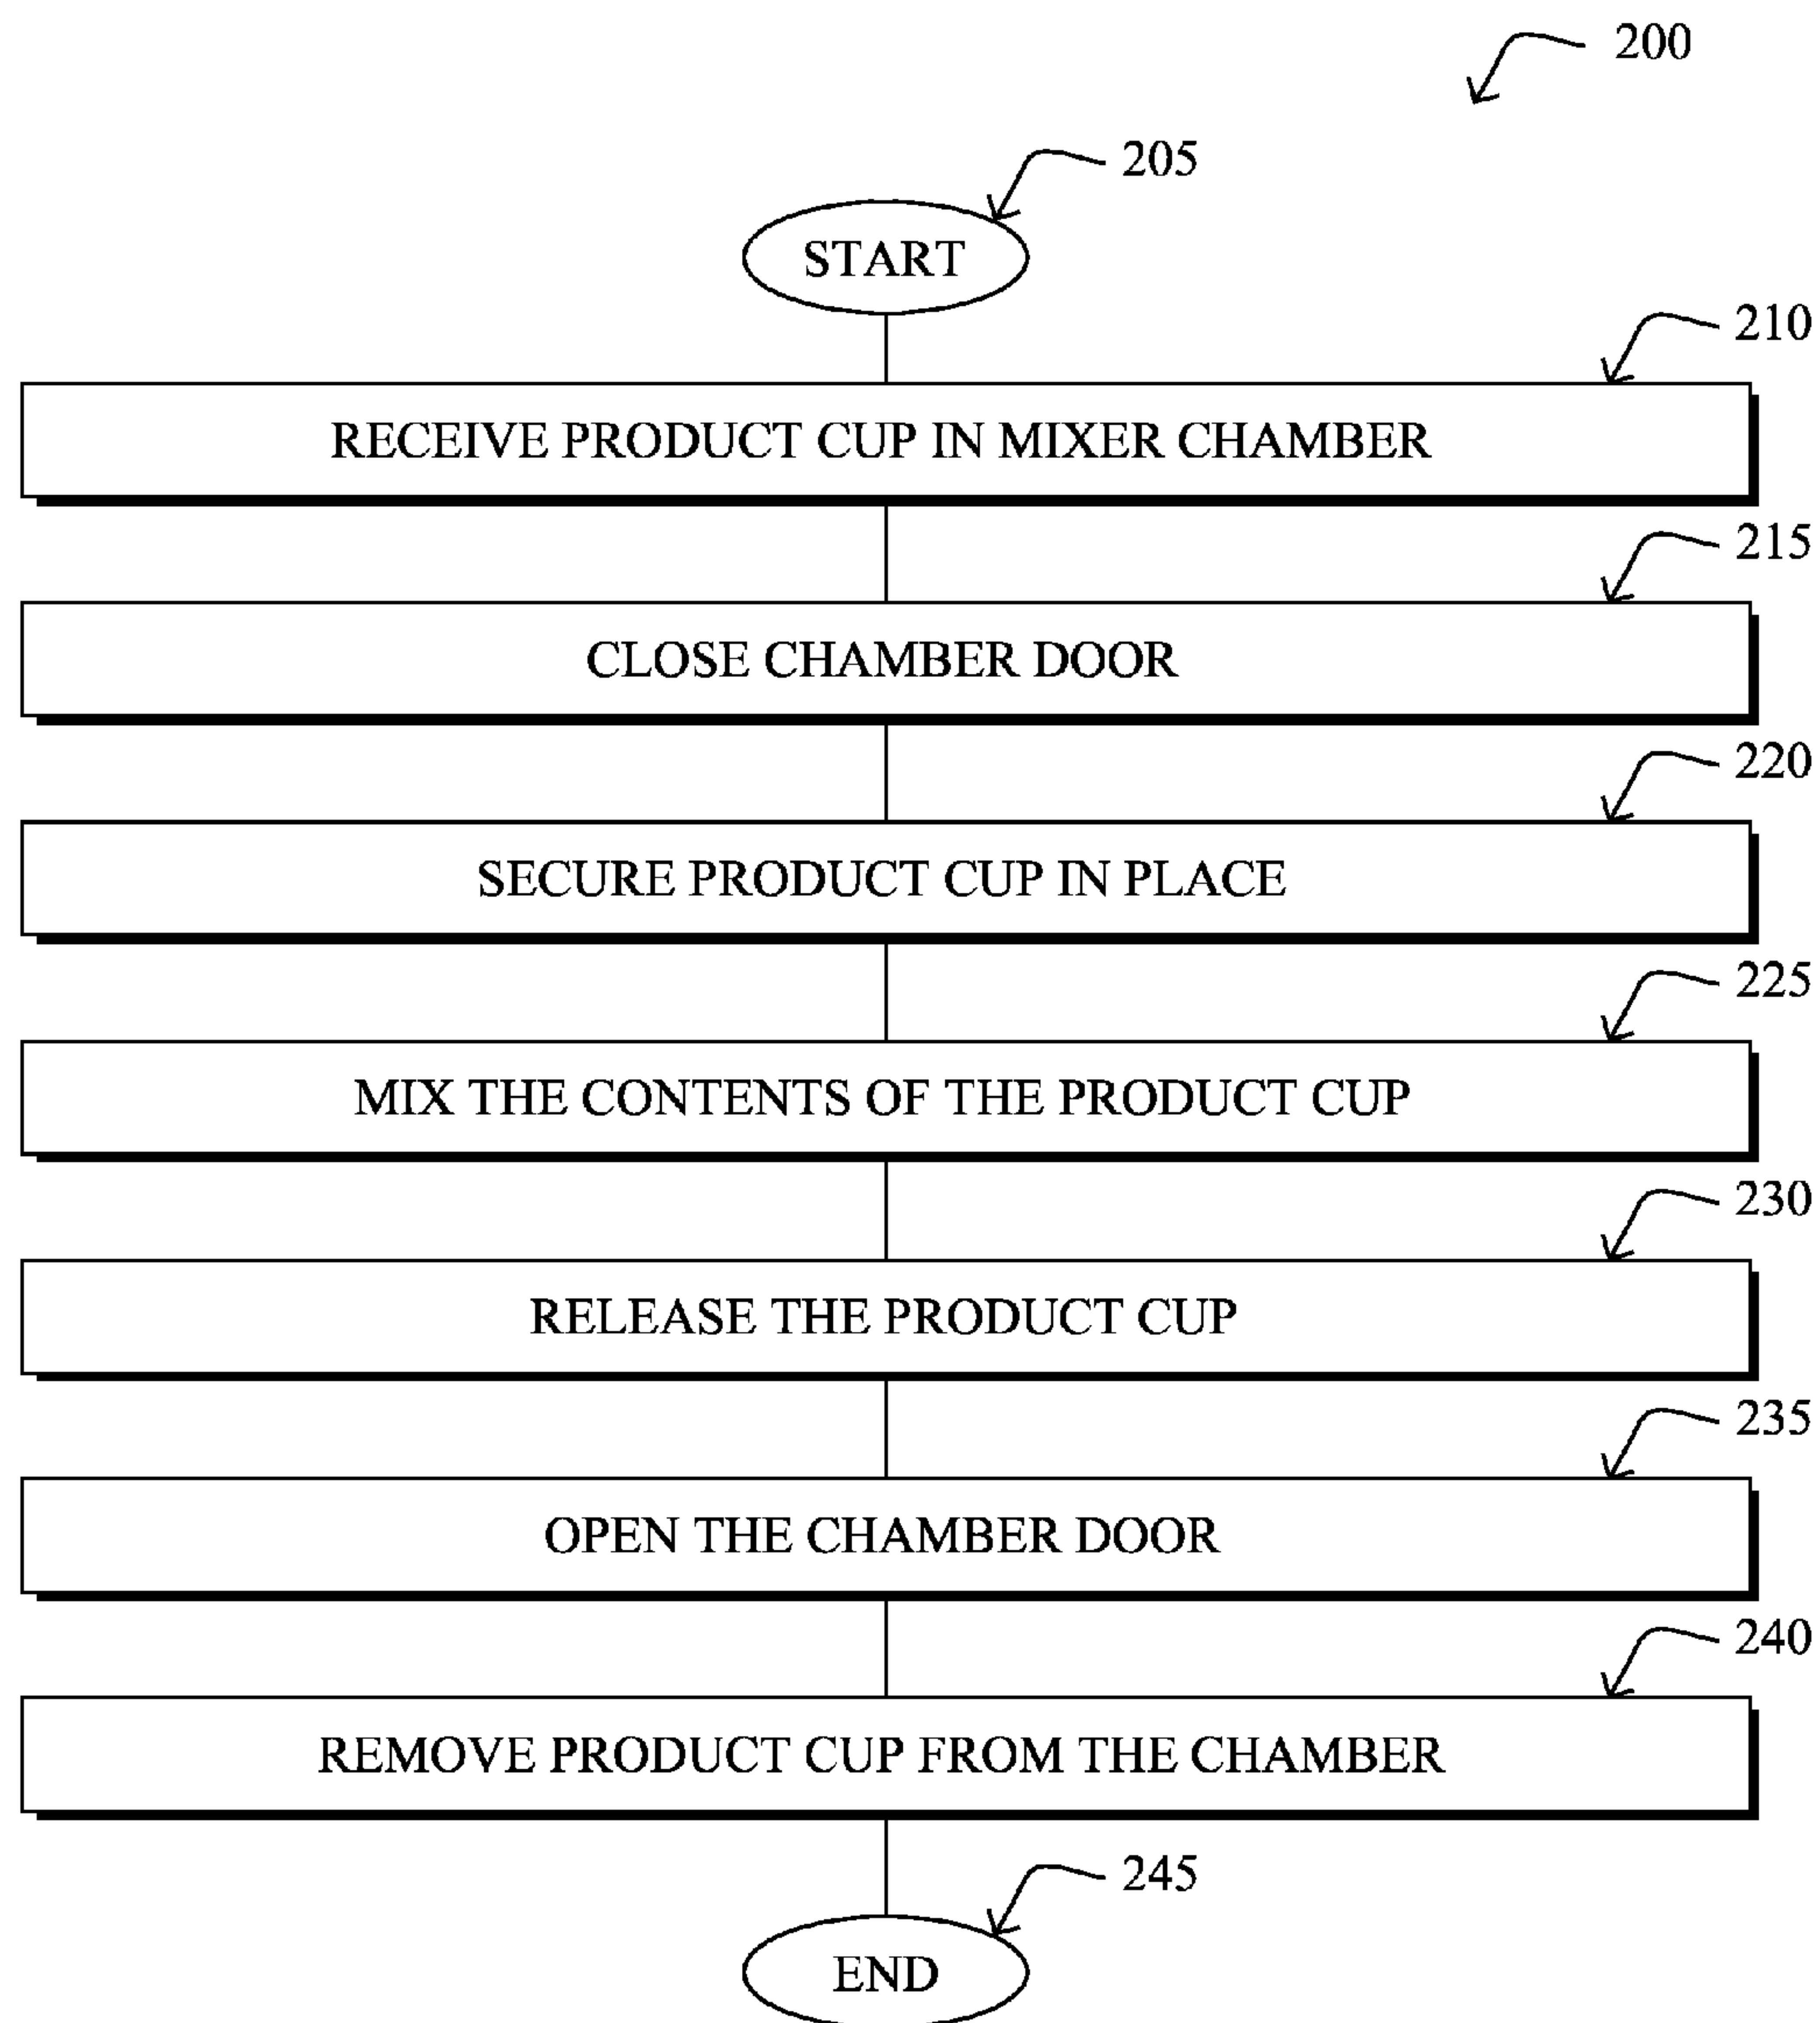 200
205
START
210
RECEIVE PRODUCT CUP IN MIXER CHAMBER
215
CLOSE CHAMBER DOOR
220
SECURE PRODUCT CUP IN PLACE
225
MIX THE CONTENTS OF THE PRODUCT CUP
230
RELEASE THE PRODUCT CUP
235
OPEN THE CHAMBER DOOR
240
REMOVE PRODUCT CUP FROM THE CHAMBER
245
END